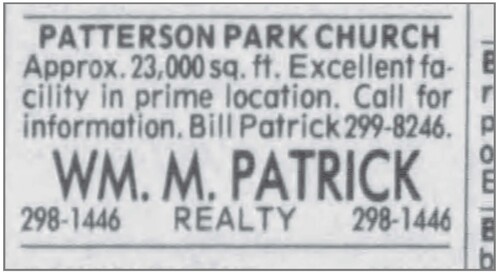 PATTERSON PARK CHURCH
Approx. 23,000 sq. ft. Excellent fa-
cility in prime location. Call for
information. Bill Patrick 299-8246.
WM. M. PATRICK
298-1446 REALTY 298-1446